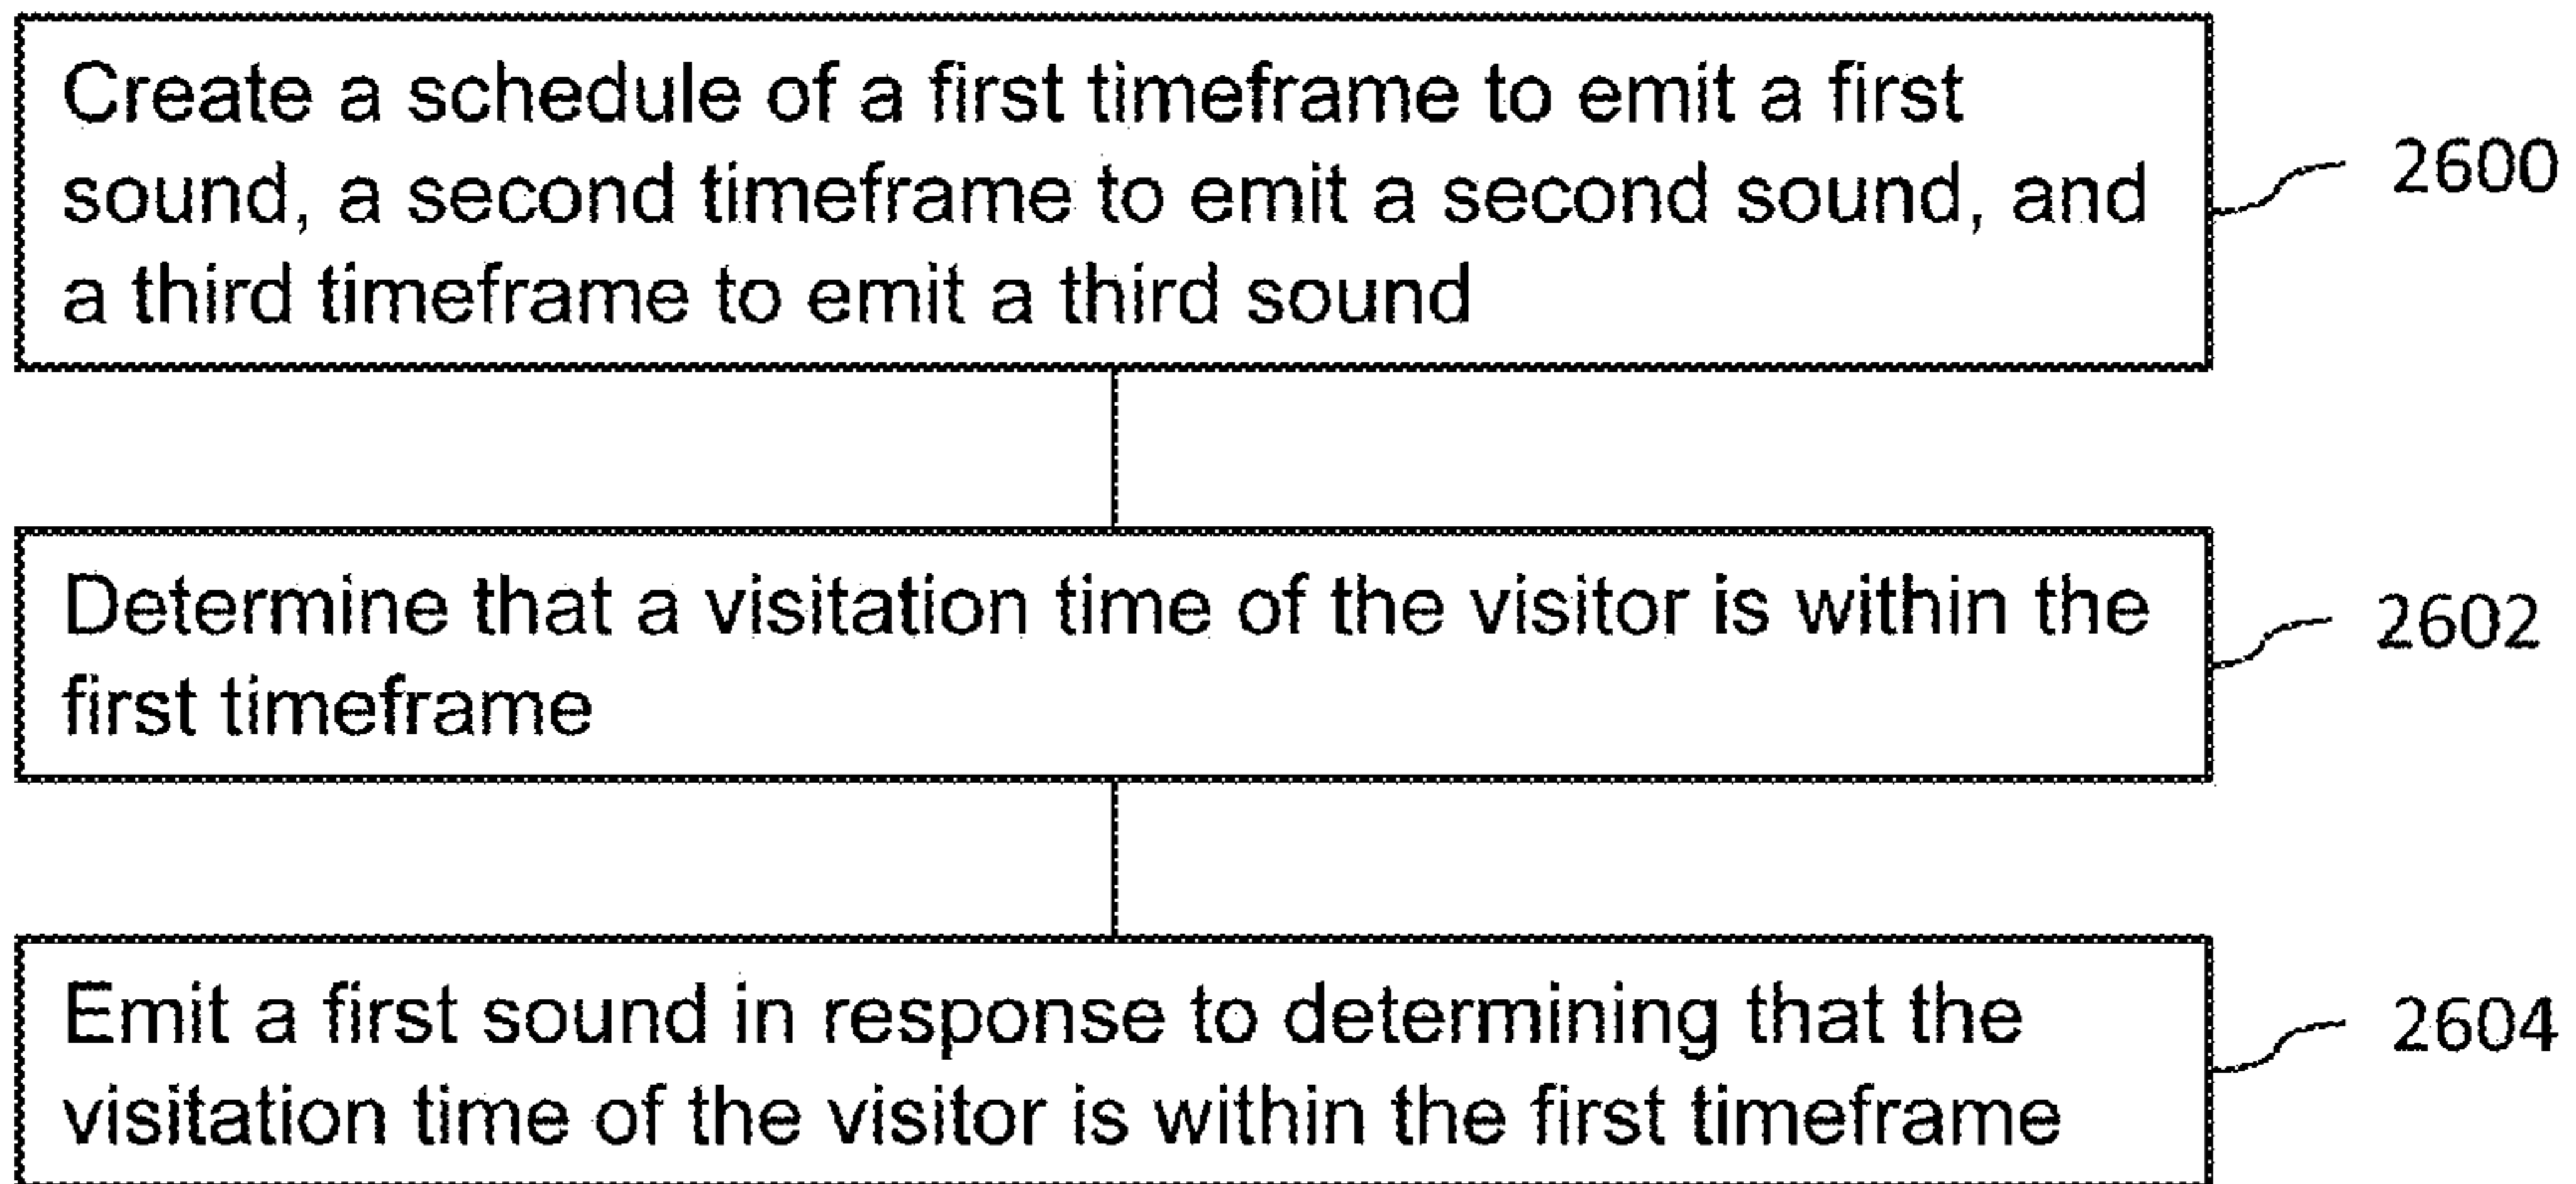 Create a schedule of a first timeframe to emit a first
sound, a second timeframe to emit a second sound, and
a third timeframe to emit a third sound
2600
Determine that a visitation time of the visitor is within the
first timeframe
2602
Emit a first sound in response to determining that the
visitation time of the visitor is within the first timeframe
2604